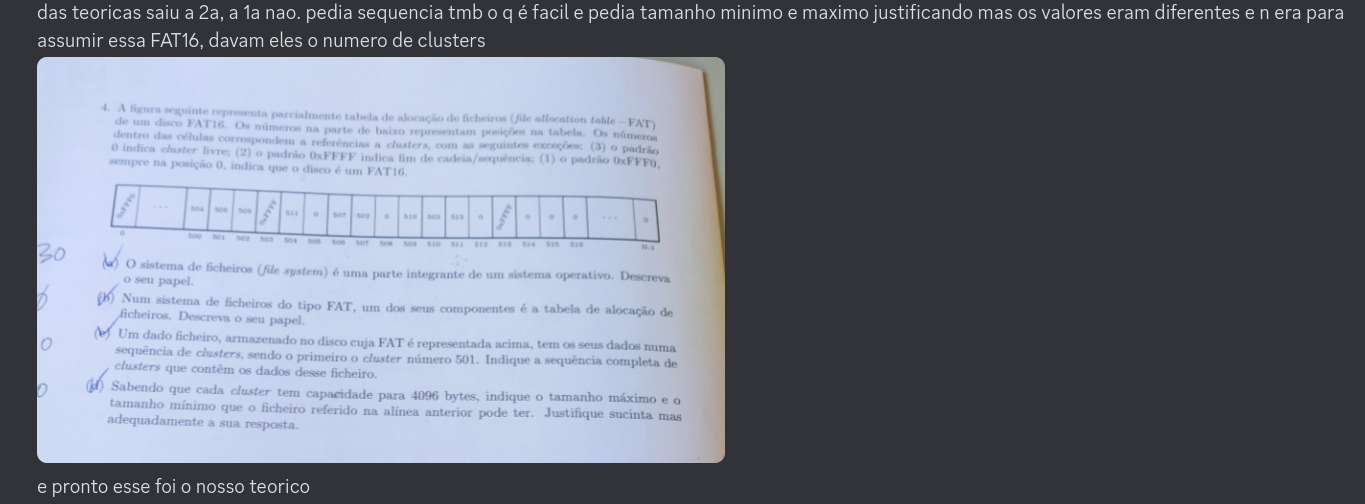 das teoricas saiu a 2a, a 1a nao. pedia sequencia tmb o q é facil e pedia tamanho minimo e maximo justificando mas os valores eram diferentes e n era para
assumir essa FAT16, davam eles o numero de clusters
4. A figura seguinte representa parcialmente tabela de alocação de ficheiros (file allocation table – FAT)
de um disco FAT16. Os números na parte de baixo representam posições na tabela. Os números
dentro das células correspondem a referências a clusters, com as seguintes exceções: (3) o padrão
0 indica cluster livre; (2) o padrão 0xFFFF indica fim de cadeia/sequência; (1) o padrão 0xFFF0,
sempre na posição 0, indica que o disco é um FAT16.
0xFFF0 ... 504 506 509 0xFFFF 511 0 507 502 0 510 503 513 0 0xFFFF 0 0 0 ... 0
0 500 501 502 503 504 505 506 507 508 509 510 511 512 513 514 515 516 N-1
30
(a) O sistema de ficheiros (file system) é uma parte integrante de um sistema operativo. Descreva
o seu papel.
(b) Num sistema de ficheiros do tipo FAT, um dos seus componentes é a tabela de alocação de
ficheiros. Descreva o seu papel.
0
Um dado ficheiro, armazenado no disco cuja FAT é representada acima, tem os seus dados numa
sequência de clusters, sendo o primeiro o cluster número 501. Indique a sequência completa de
clusters que contêm os dados desse ficheiro.
(d) Sabendo que cada cluster tem capacidade para 4096 bytes, indique o tamanho máximo e o
tamanho mínimo que o ficheiro referido na alínea anterior pode ter. Justifique sucinta mas
adequadamente a sua resposta.
e pronto esse foi o nosso teorico